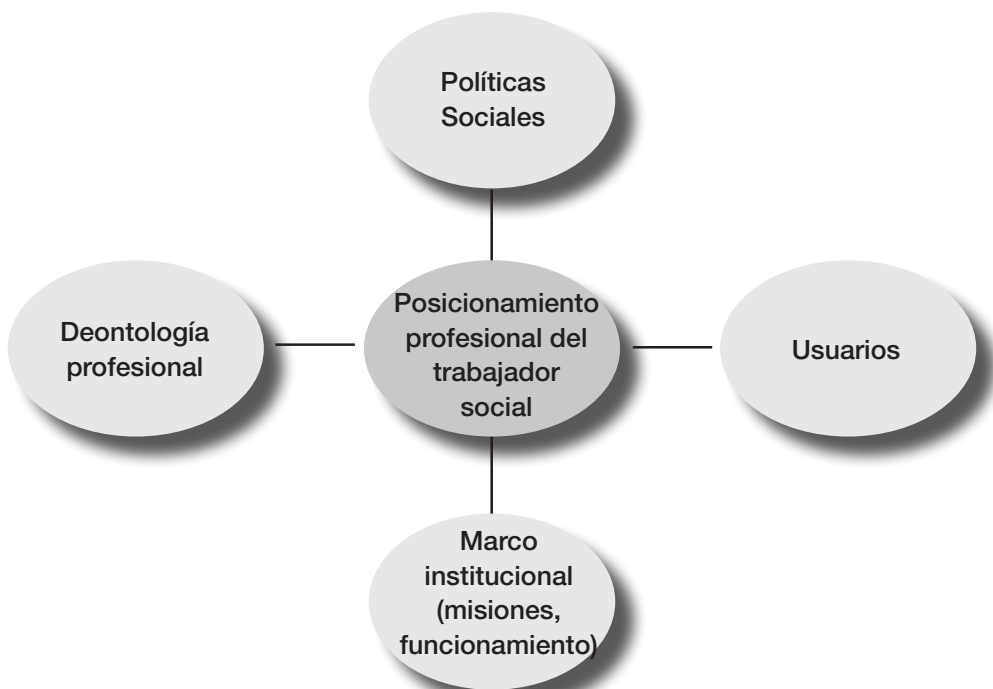 Políticas
Sociales
Deontología
profesional
Posicionamiento
profesional del
trabajador
social
Usuarios
Marco
institucional
(misiones,
funcionamiento)